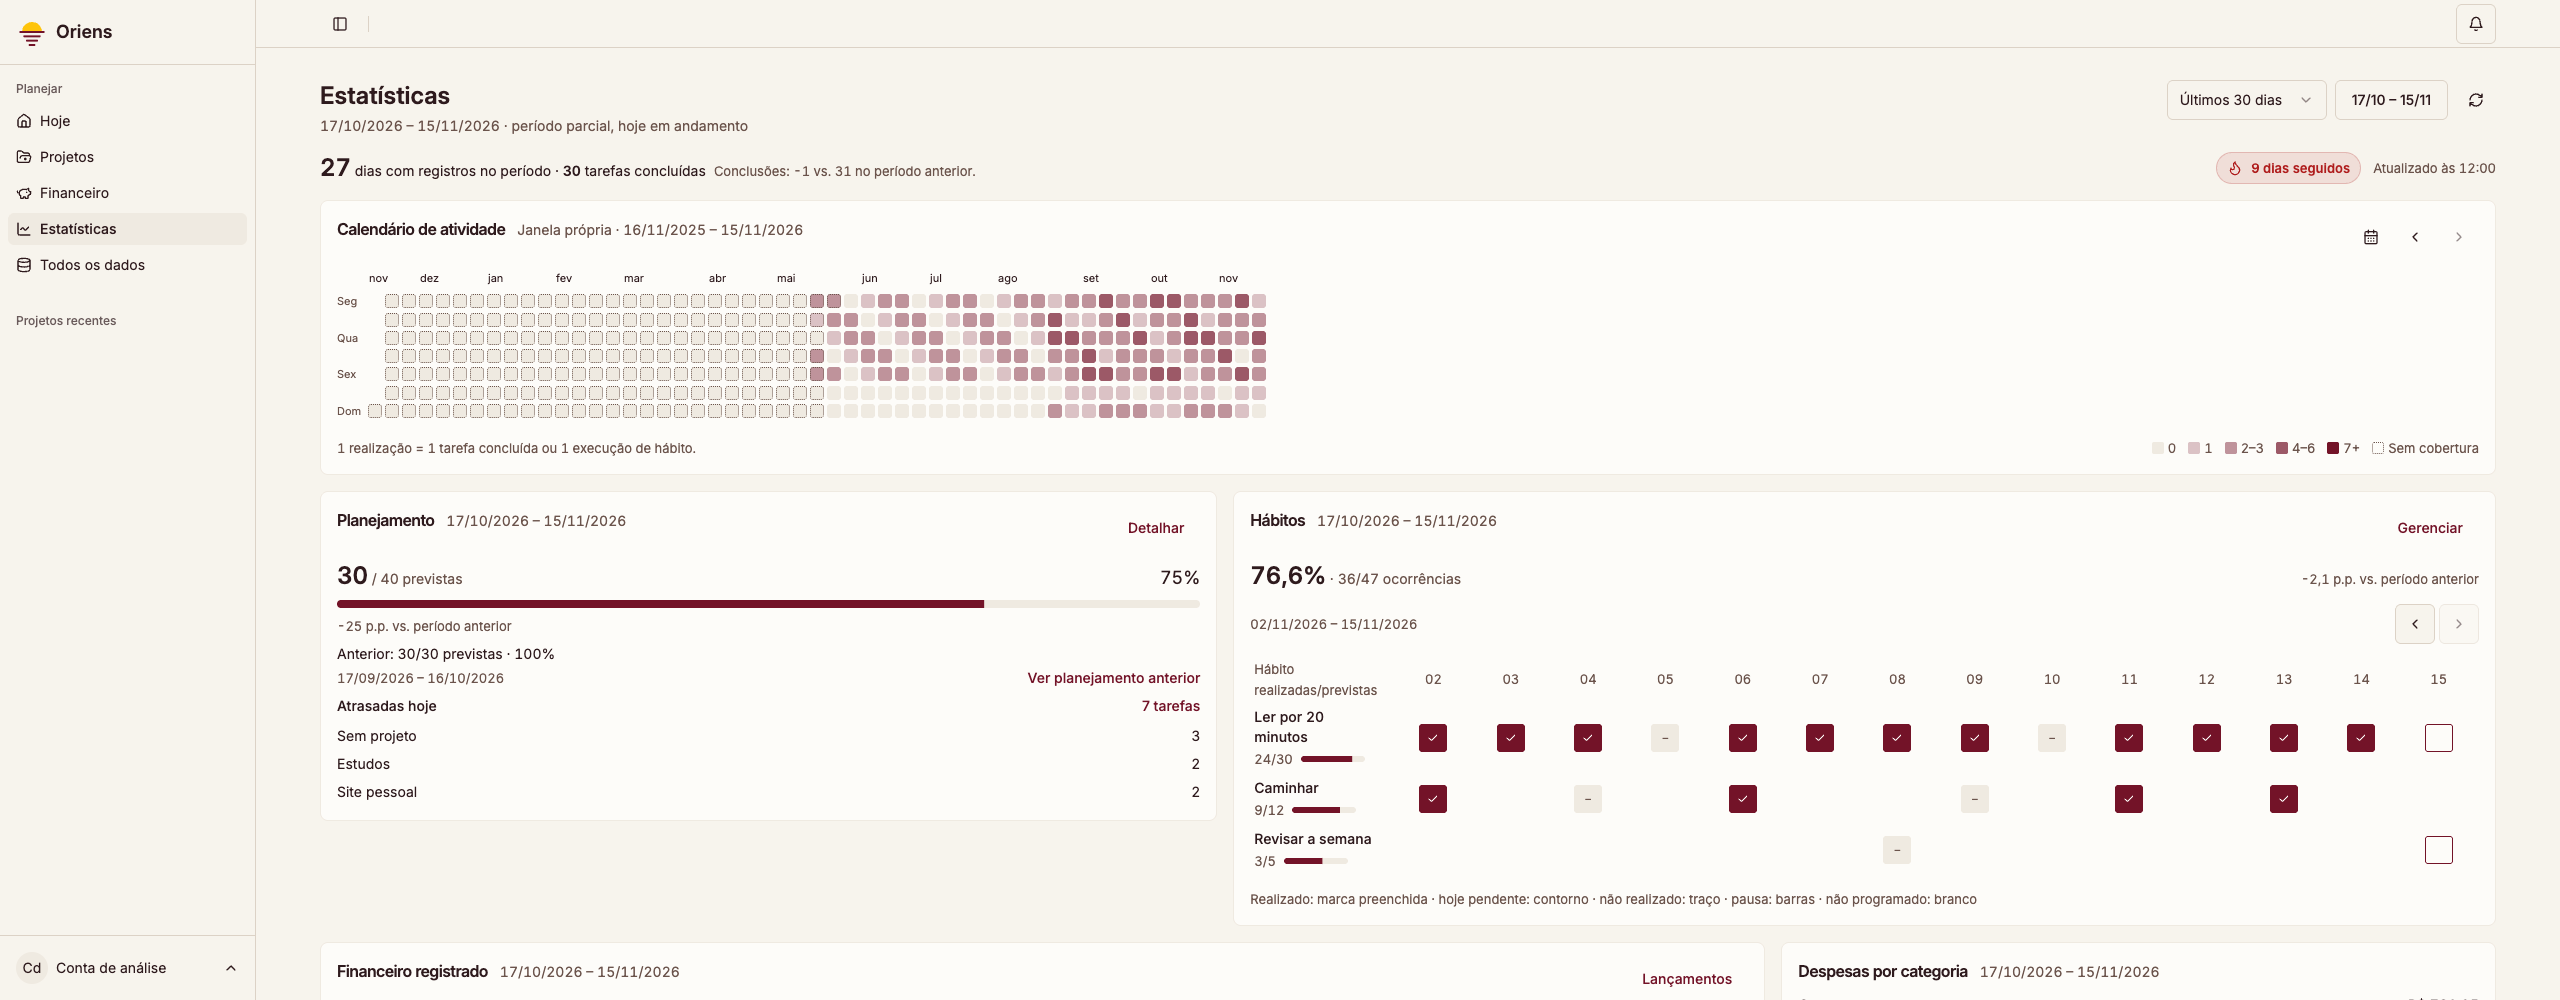 Oriens
Planejar
Hoje
Projetos
Financeiro
Estatísticas
Todos os dados
Projetos recentes
Cd Conta de análise
Estatísticas
17/10/2026 – 15/11/2026 · período parcial, hoje em andamento
Últimos 30 dias
17/10 – 15/11
27 dias com registros no período · 30 tarefas concluídas Conclusões: -1 vs. 31 no período anterior.
9 dias seguidos
Atualizado às 12:00
Calendário de atividade Janela própria · 16/11/2025 – 15/11/2026
nov dez jan fev mar abr mai jun jul ago set out nov
Seg
Qua
Sex
Dom
1 realização = 1 tarefa concluída ou 1 execução de hábito.
0 1 2–3 4–6 7+ Sem cobertura
Planejamento 17/10/2026 – 15/11/2026
Detalhar
30 / 40 previstas
75%
-25 p.p. vs. período anterior
Anterior: 30/30 previstas · 100%
17/09/2026 – 16/10/2026
Ver planejamento anterior
Atrasadas hoje
7 tarefas
Sem projeto 3
Estudos 2
Site pessoal 2
Hábitos 17/10/2026 – 15/11/2026
Gerenciar
76,6% · 36/47 ocorrências
-2,1 p.p. vs. período anterior
02/11/2026 – 15/11/2026
Hábito
realizadas/previstas
02 03 04 05 06 07 08 09 10 11 12 13 14 15
Ler por 20
minutos
24/30
Caminhar
9/12
Revisar a semana
3/5
Realizado: marca preenchida · hoje pendente: contorno · não realizado: traço · pausa: barras · não programado: branco
Financeiro registrado 17/10/2026 – 15/11/2026
Lançamentos
Despesas por categoria 17/10/2026 – 15/11/2026